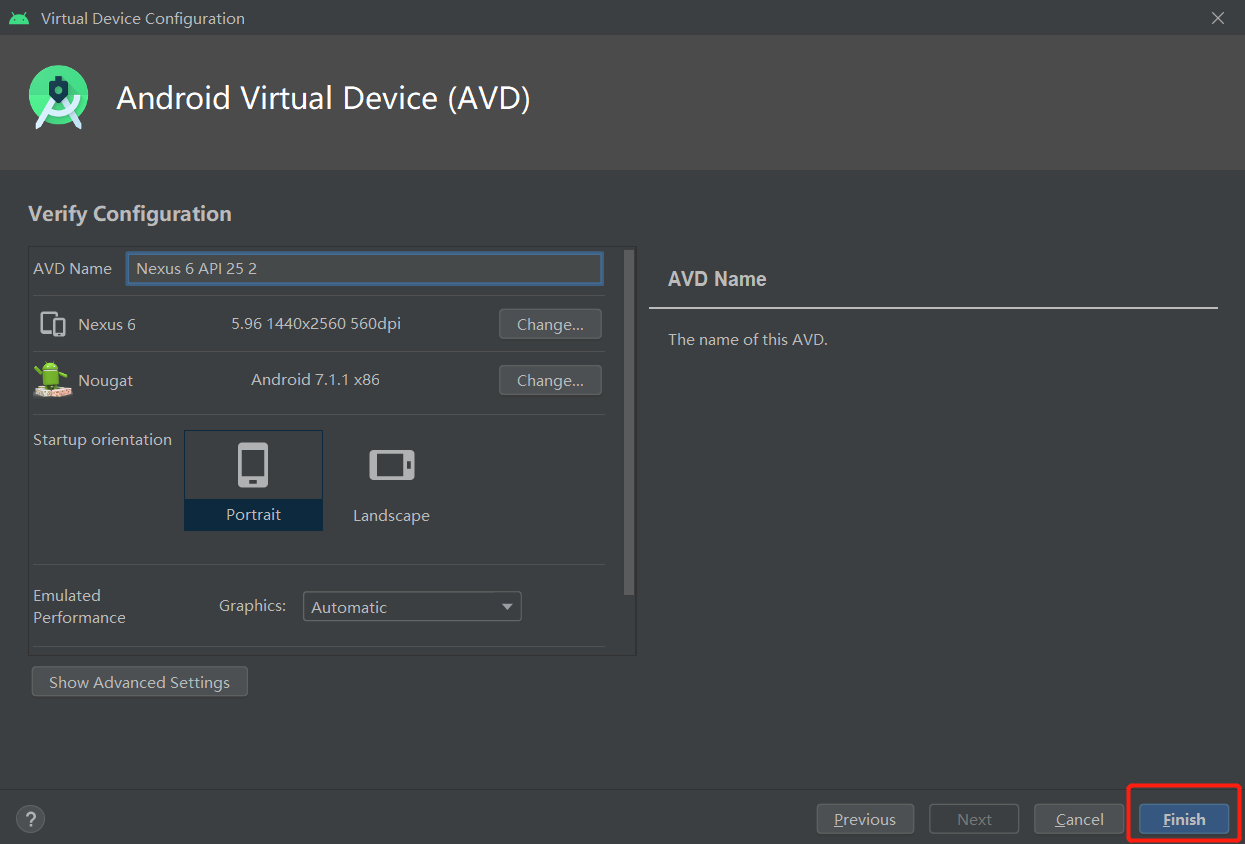 Virtual Device Configuration
Android Virtual Device (AVD)
Verify Configuration
AVD Name
Nexus 6 API 25 2
Nexus 6
5.96 1440x2560 560dpi
Change...
Nougat
Android 7.1.1 x86
Change...
Startup orientation
Portrait
Landscape
Emulated
Performance
Graphics:
Automatic
Show Advanced Settings
AVD Name
The name of this AVD.
?
Previous
Next
Cancel
Finish